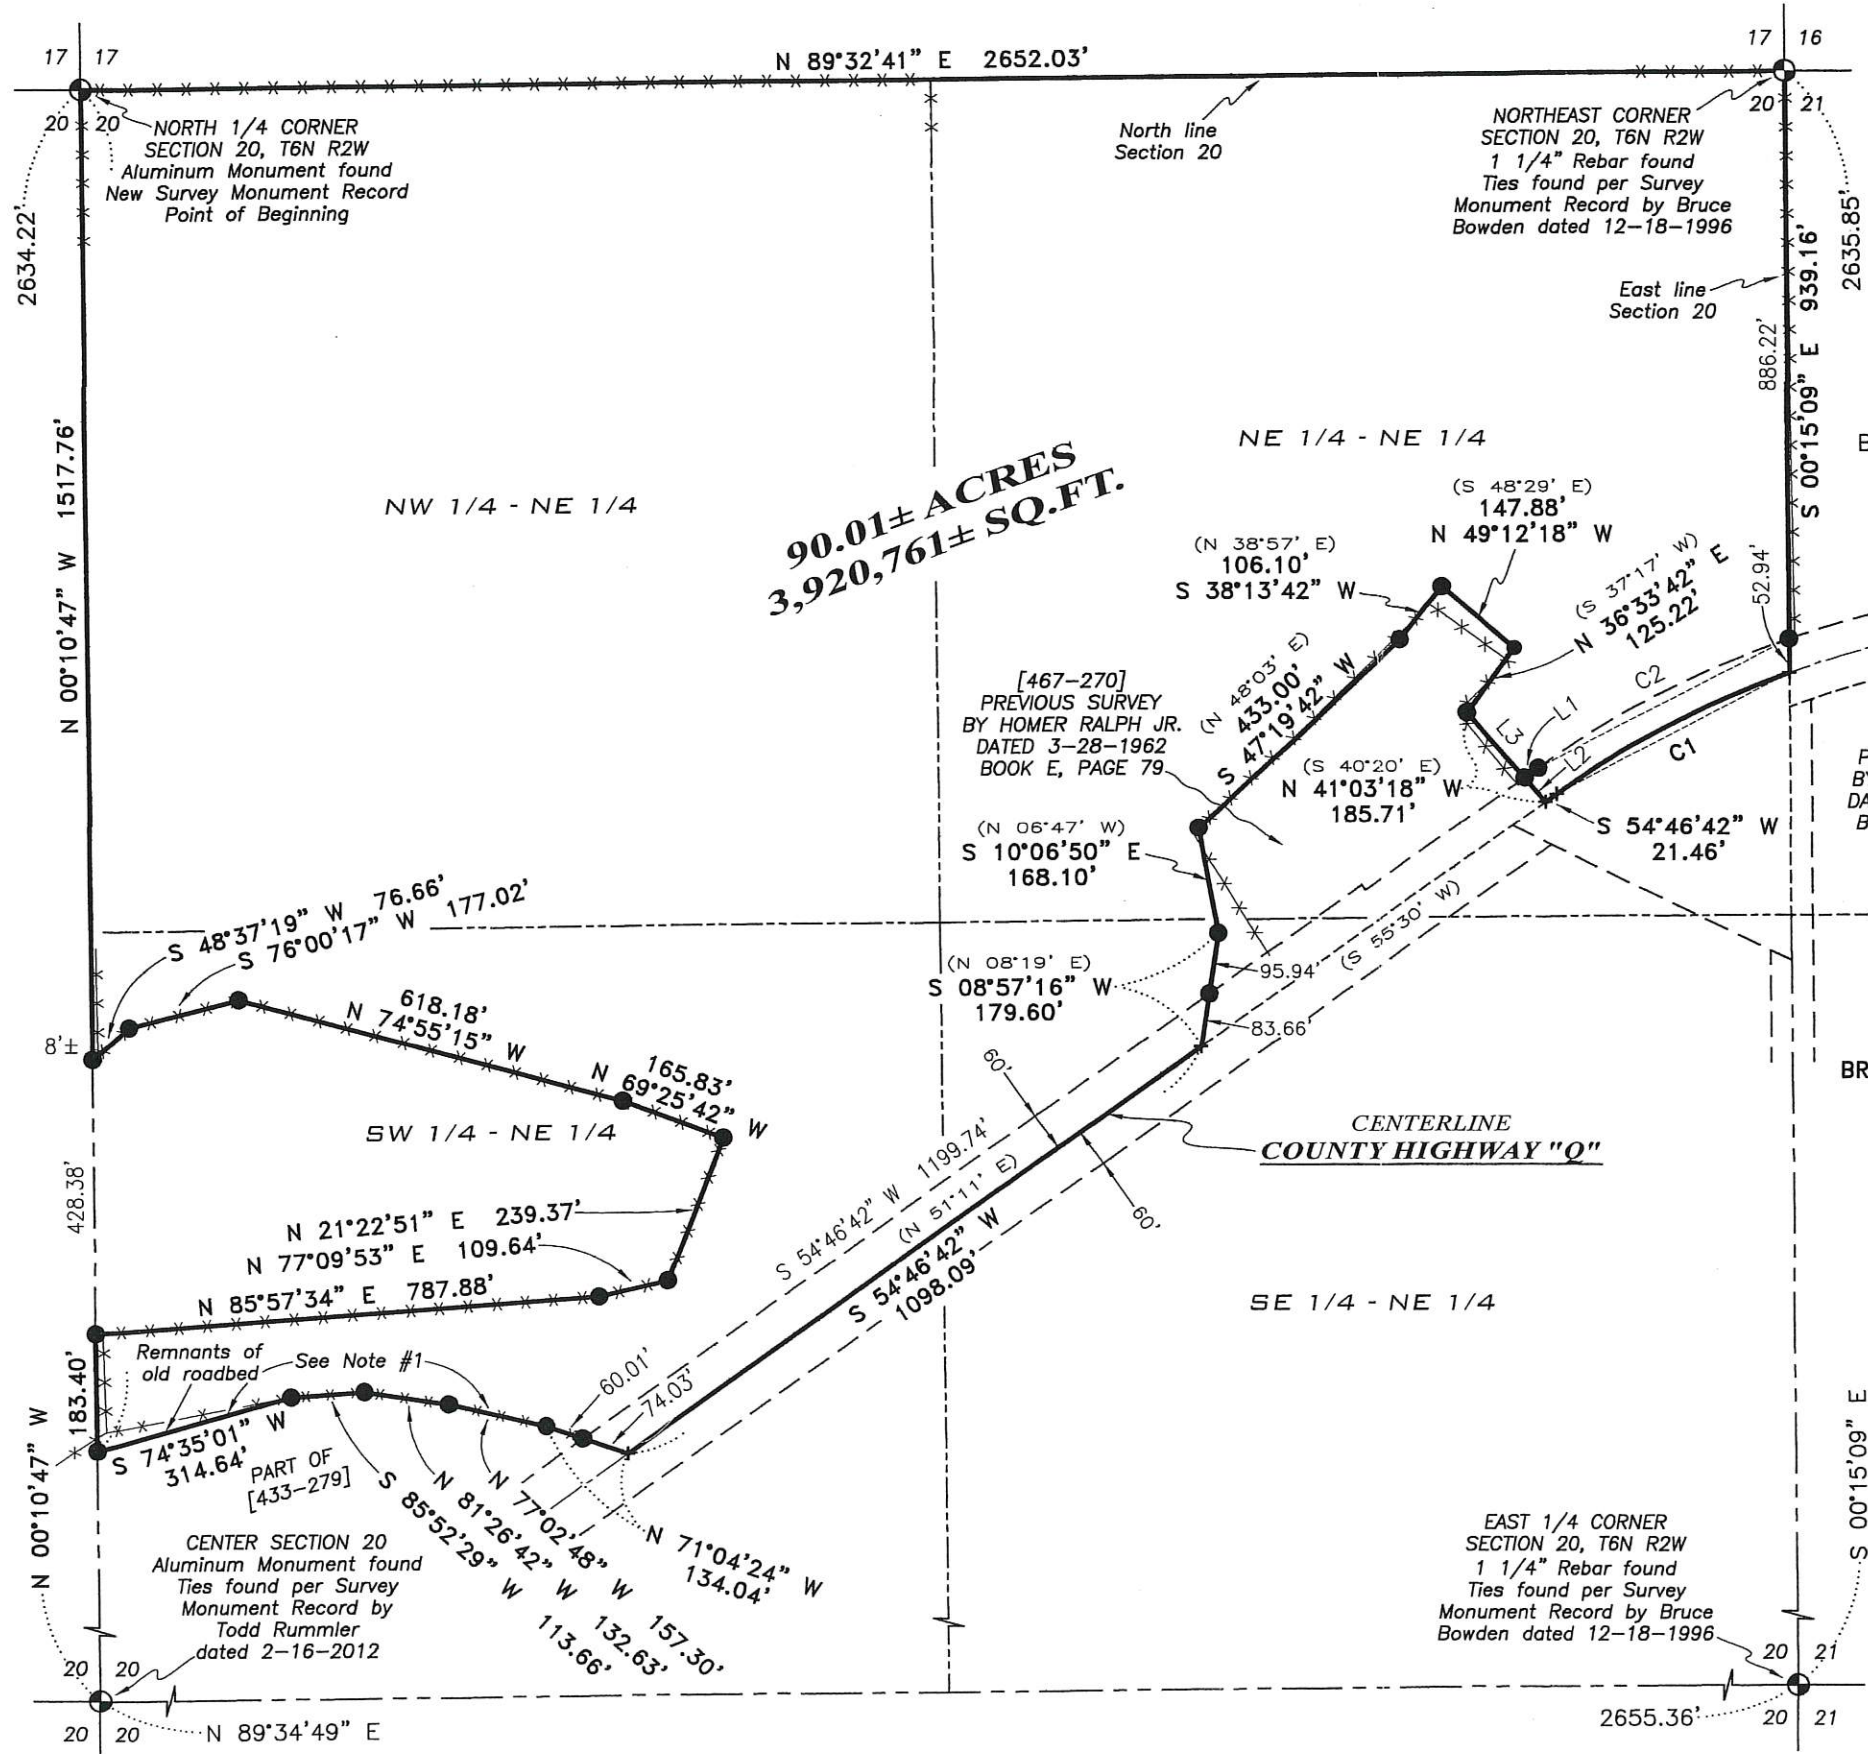 17 17
N 89°32'41" E 2652.03'
17 16
20 20
20 21
NORTH 1/4 CORNER
SECTION 20, T6N R2W
Aluminum Monument found
New Survey Monument Record
Point of Beginning
2634.22'
North line
Section 20
NORTHEAST CORNER
SECTION 20, T6N R2W
1 1/4" Rebar found
Ties found per Survey
Monument Record by Bruce
Bowden dated 12-18-1996
2635.85'
939.16'
S 00°15'09" E
East line
Section 20
886.22'
N 00°10'47" W 1517.76'
NW 1/4 - NE 1/4
90.01± ACRES
3,920,761± SQ.FT.
NE 1/4 - NE 1/4
B
(S 48°29' E)
147.88'
N 49°12'18" W
(N 38°57' E)
106.10'
S 38°13'42" W
(S 37°17' W)
N 36°33'42" E
125.22'
52.94'
[467-270]
PREVIOUS SURVEY
BY HOMER RALPH JR.
DATED 3-28-1962
BOOK E, PAGE 79
(N 48°03' E)
433.00'
S 47°19'42" W
C2
L1
L3
L2
C1
(S 40°20' E)
N 41°03'18" W
185.71'
P
BY
DA
B
S 54°46'42" W
21.46'
(N 06°47' W)
S 10°06'50" E
168.10'
S 48°37'19" W 76.66'
S 76°00'17" W 177.02'
(S 55°30' W)
(N 08°19' E)
S 08°57'16" W
179.60'
95.94'
83.66'
8'±
618.18'
N 74°55'15" W
165.83'
N 69°25'42" W
60'
60'
BR
CENTERLINE
COUNTY HIGHWAY "Q"
SW 1/4 - NE 1/4
428.38'
S 54°46'42" W 1199.74'
(N 51°11' E)
S 54°46'42" W
1098.09'
N 21°22'51" E 239.37'
N 77°09'53" E 109.64'
N 85°57'34" E 787.88'
SE 1/4 - NE 1/4
183.40'
N 00°10'47" W
Remnants of
old roadbed
See Note #1
60.01'
74.03'
S 74°35'01" W
314.64'
PART OF
[433-279]
N 71°04'24" W
134.04'
N 77°02'48" W 157.30'
N 81°26'42" W 132.63'
S 85°52'29" W 113.66'
S 00°15'09" E
CENTER SECTION 20
Aluminum Monument found
Ties found per Survey
Monument Record by
Todd Rummler
dated 2-16-2012
EAST 1/4 CORNER
SECTION 20, T6N R2W
1 1/4" Rebar found
Ties found per Survey
Monument Record by Bruce
Bowden dated 12-18-1996
20 20
20 21
20 20
N 89°34'49" E
2655.36'
20 21